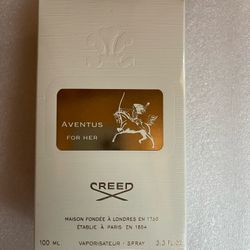 AVENTUS
FOR HER
CREED
MAISON FONDÉE À LONDRES EN 1760
ÉTABLIE À PARIS EN 1854
100 ML VAPORISATEUR - SPRAY 3.3 FL.OZ